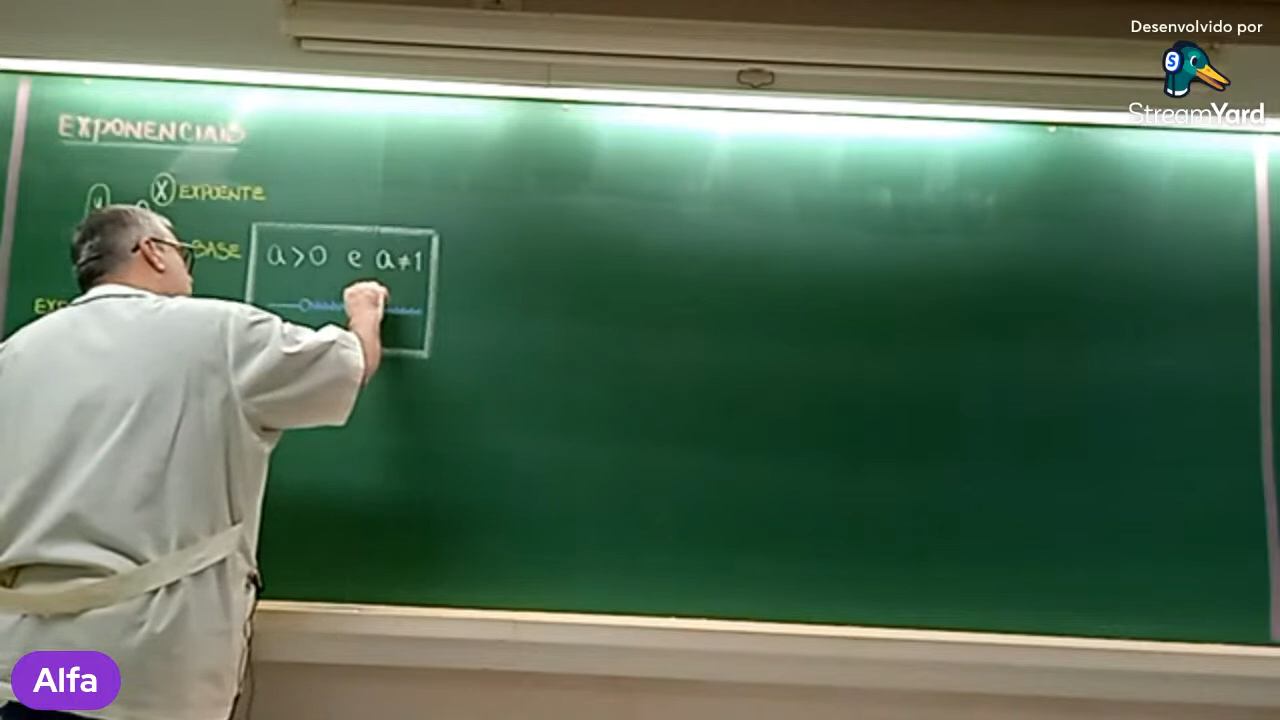 Desenvolvido por
StreamYard
EXPONENCIAIS
X EXPOENTE
BASE
a>0 e a≠1
Alfa